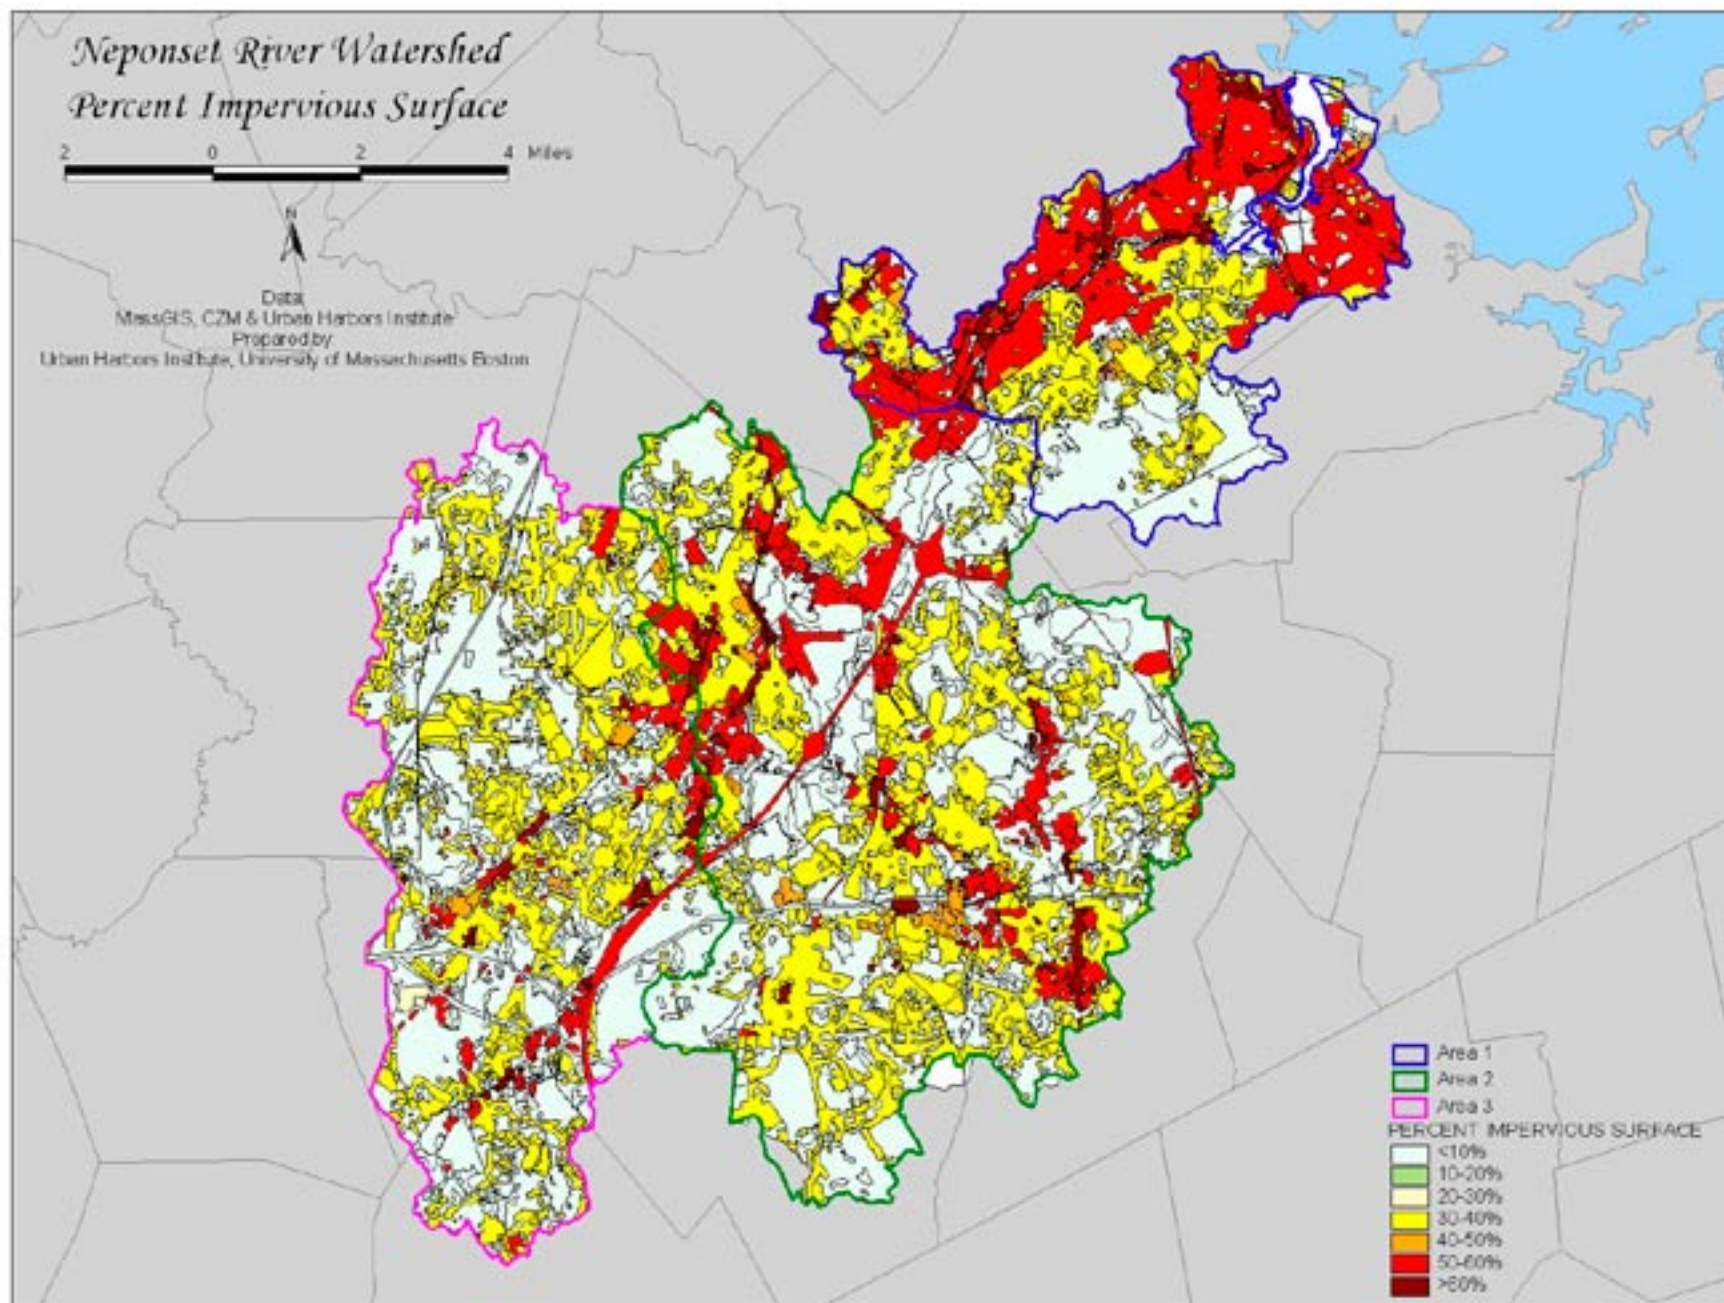 Neponset River Watershed
Percent Impervious Surface
2 0 2 4 Miles
N
Data:
MassGIS, CZM & Urban Harbors Institute
Prepared by
Urban Harbors Institute, University of Massachusetts Boston
Area 1
Area 2
Area 3
PERCENT IMPERVIOUS SURFACE
<10%
10-20%
20-30%
30-40%
40-50%
50-60%
>60%